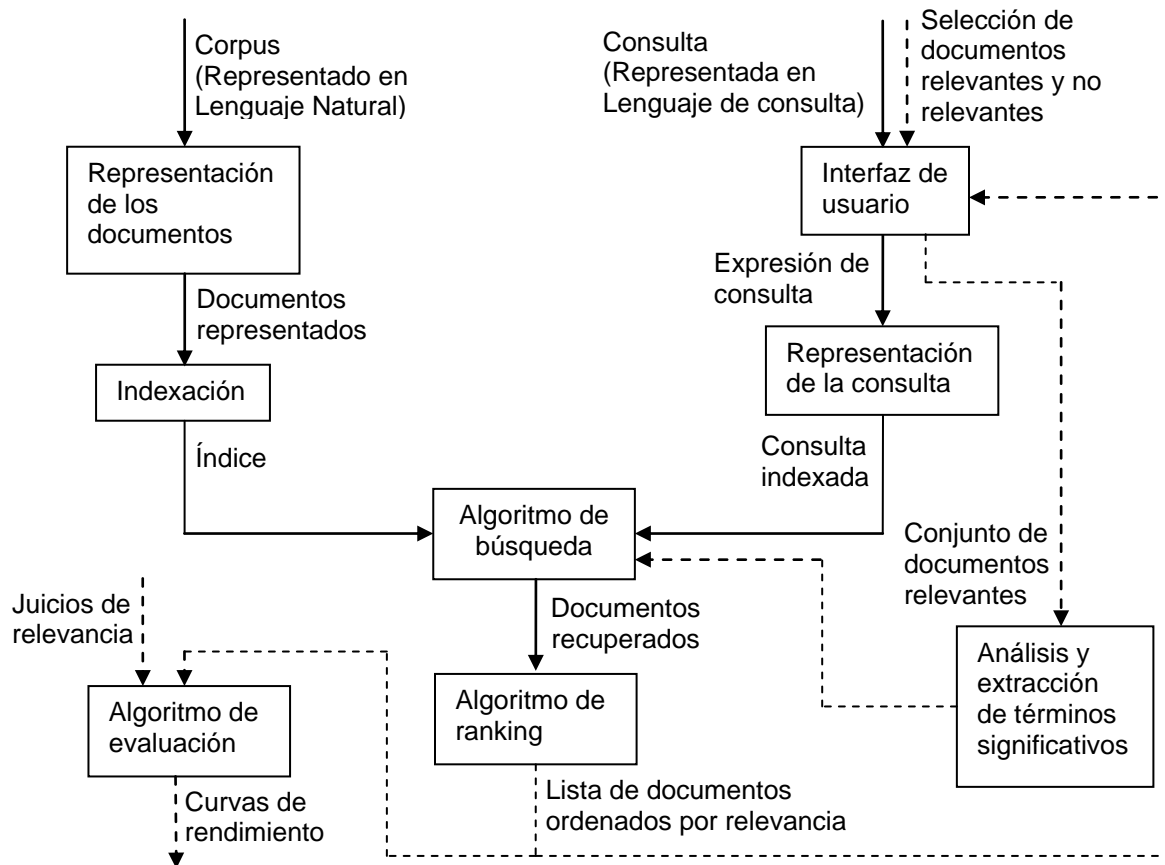 Corpus
(Representado en
Lenguaje Natural)
Consulta
(Representada en
Lenguaje de consulta)
Selección de
documentos
relevantes y no
relevantes
Representación
de los
documentos
Interfaz de
usuario
Documentos
representados
Expresión de
consulta
Indexación
Representación
de la consulta
Índice
Consulta
indexada
Algoritmo de
búsqueda
Conjunto de
documentos
relevantes
Juicios de
relevancia
Documentos
recuperados
Algoritmo de
evaluación
Algoritmo de
ranking
Análisis y
extracción
de términos
significativos
Curvas de
rendimiento
Lista de documentos
ordenados por relevancia